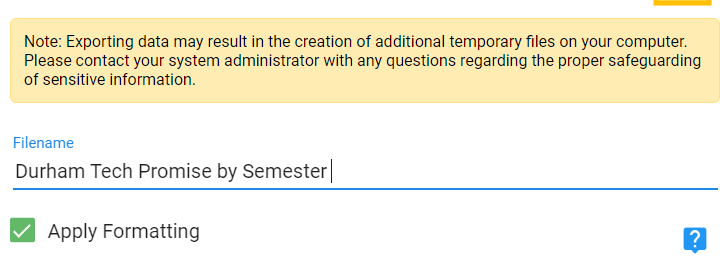 Note: Exporting data may result in the creation of additional temporary files on your computer.
Please contact your system administrator with any questions regarding the proper safeguarding
of sensitive information.
Filename
Durham Tech Promise by Semester
Apply Formatting
?